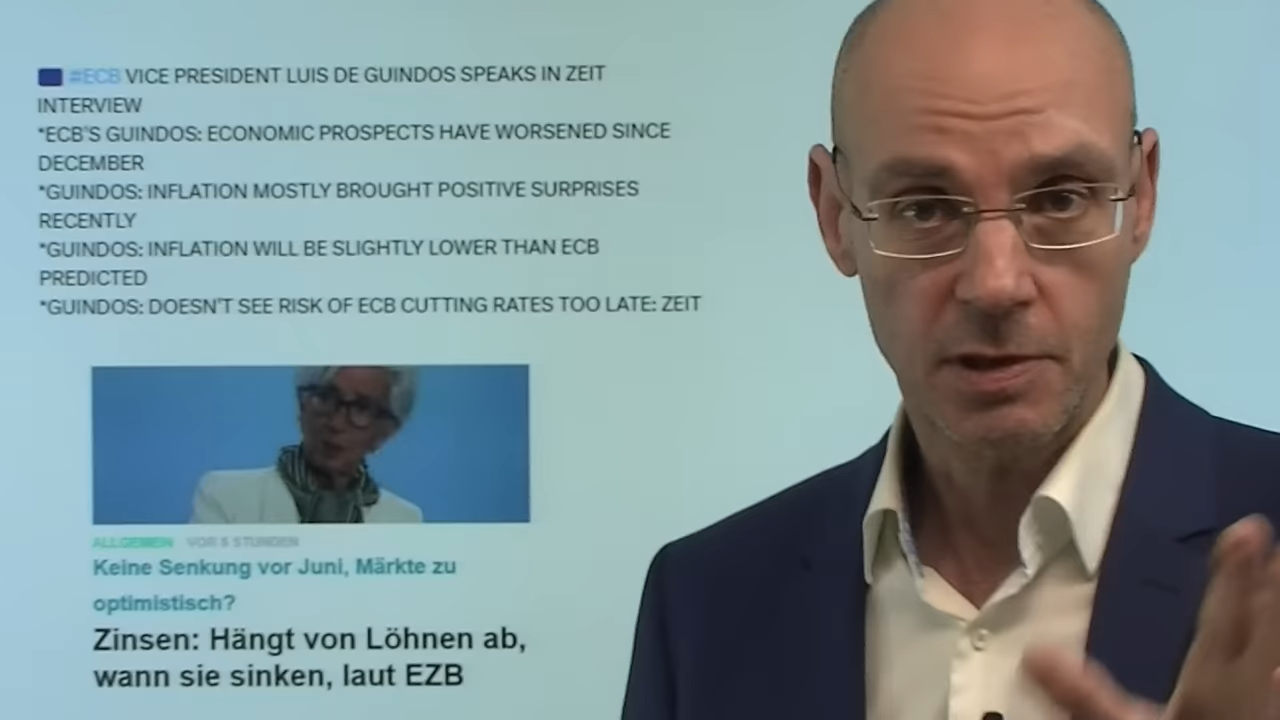 #ECB VICE PRESIDENT LUIS DE GUINDOS SPEAKS IN ZEIT
INTERVIEW
*ECB'S GUINDOS: ECONOMIC PROSPECTS HAVE WORSENED SINCE
DECEMBER
*GUINDOS: INFLATION MOSTLY BROUGHT POSITIVE SURPRISES
RECENTLY
*GUINDOS: INFLATION WILL BE SLIGHTLY LOWER THAN ECB
PREDICTED
*GUINDOS: DOESN'T SEE RISK OF ECB CUTTING RATES TOO LATE: ZEIT
ALLGEMEIN VOR 5 STUNDEN
Keine Senkung vor Juni, Märkte zu
optimistisch?
Zinsen: Hängt von Löhnen ab,
wann sie sinken, laut EZB